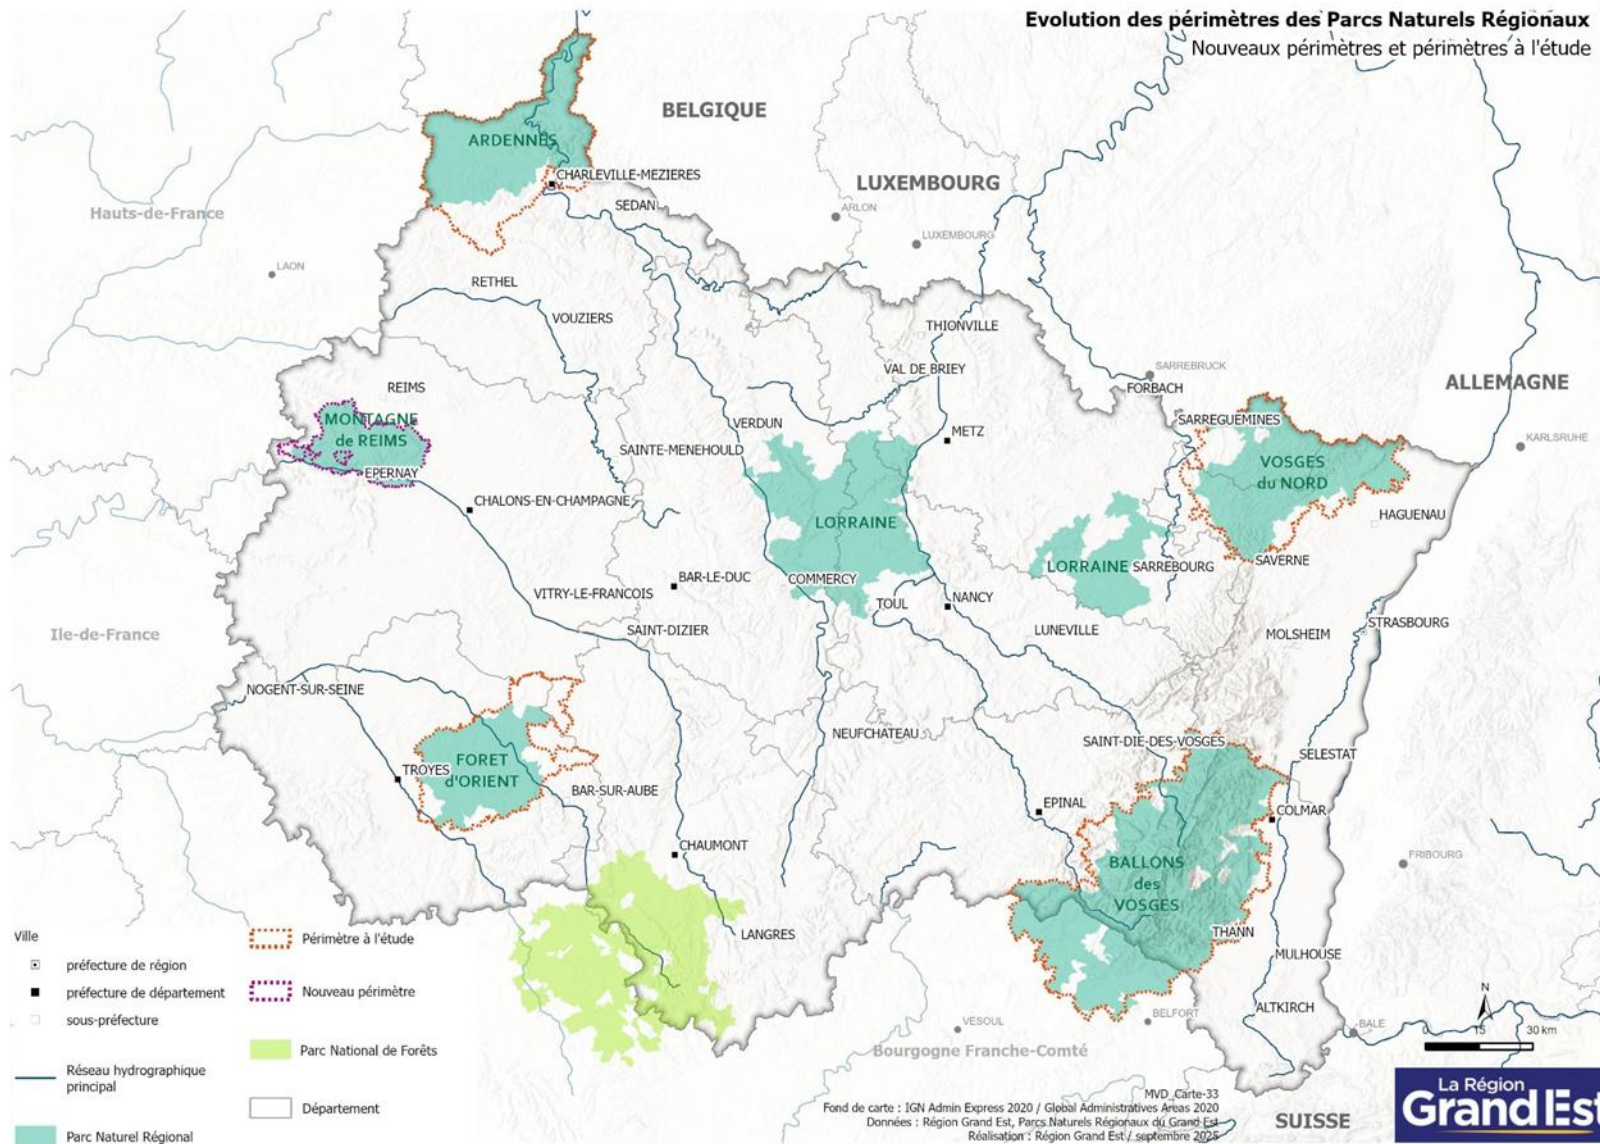 Evolution des périmètres des Parcs Naturels Régionaux
Nouveaux périmètres et périmètres à l'étude
BELGIQUE
ARDENNES
CHARLEVILLE-MEZIERES
LUXEMBOURG
SEDAN
ARLON
Hauts-de-France
LUXEMBOURG
LAON
RETHEL
VOUZIERS
THIONVILLE
VAL DE BRIEY
SARREBRUCK
FORBACH
ALLEMAGNE
REIMS
MONTAGNE
de REIMS
VERDUN
SARREGUEMINES
METZ
KARLSRUHE
SAINTE-MENEHOULD
EPERNAY
VOSGES
du NORD
CHALONS-EN-CHAMPAGNE
LORRAINE
HAGUENAU
LORRAINE
SARREBOURG
SAVERNE
BAR-LE-DUC
COMMERCY
VITRY-LE-FRANCOIS
TOUL
NANCY
STRASBOURG
Ile-de-France
SAINT-DIZIER
LUNEVILLE
MOLSHEIM
NOGENT-SUR-SEINE
NEUFCHATEAU
SAINT-DIE-DES-VOSGES
SELESTAT
FORET
d'ORIENT
TROYES
BAR-SUR-AUBE
EPINAL
COLMAR
CHAUMONT
BALLONS
des
VOSGES
FRIBOURG
LANGRES
THANN
MULHOUSE
ALTKIRCH
VESOUL
BELFORT
BALE
Bourgogne Franche-Comté
SUISSE
Ville
préfecture de région
préfecture de département
sous-préfecture
Réseau hydrographique
principal
Parc Naturel Régional
Périmètre à l'étude
Nouveau périmètre
Parc National de Forêts
Département
N
0 15 30 km
MVD_Carte-33
Fond de carte : IGN Admin Express 2020 / Global Administratives Areas 2020
Données : Région Grand Est, Parcs Naturels Régionaux du Grand Est
Réalisation : Région Grand Est / septembre 2025
La Région
Grand Est